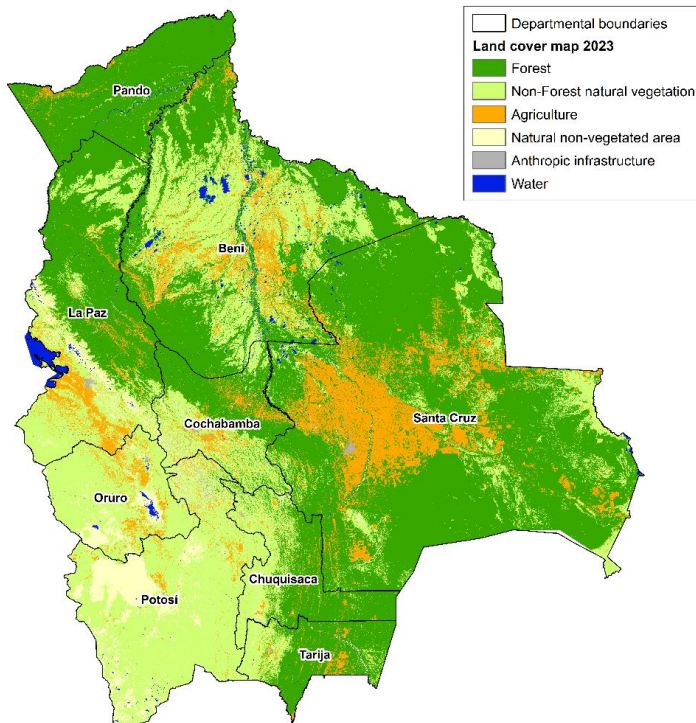 Departmental boundaries
Land cover map 2023
Forest
Non-Forest natural vegetation
Agriculture
Natural non-vegetated area
Anthropic infrastructure
Water
Pando
Beni
La Paz
Santa Cruz
Cochabamba
Oruro
Chuquisaca
Potosí
Tarija